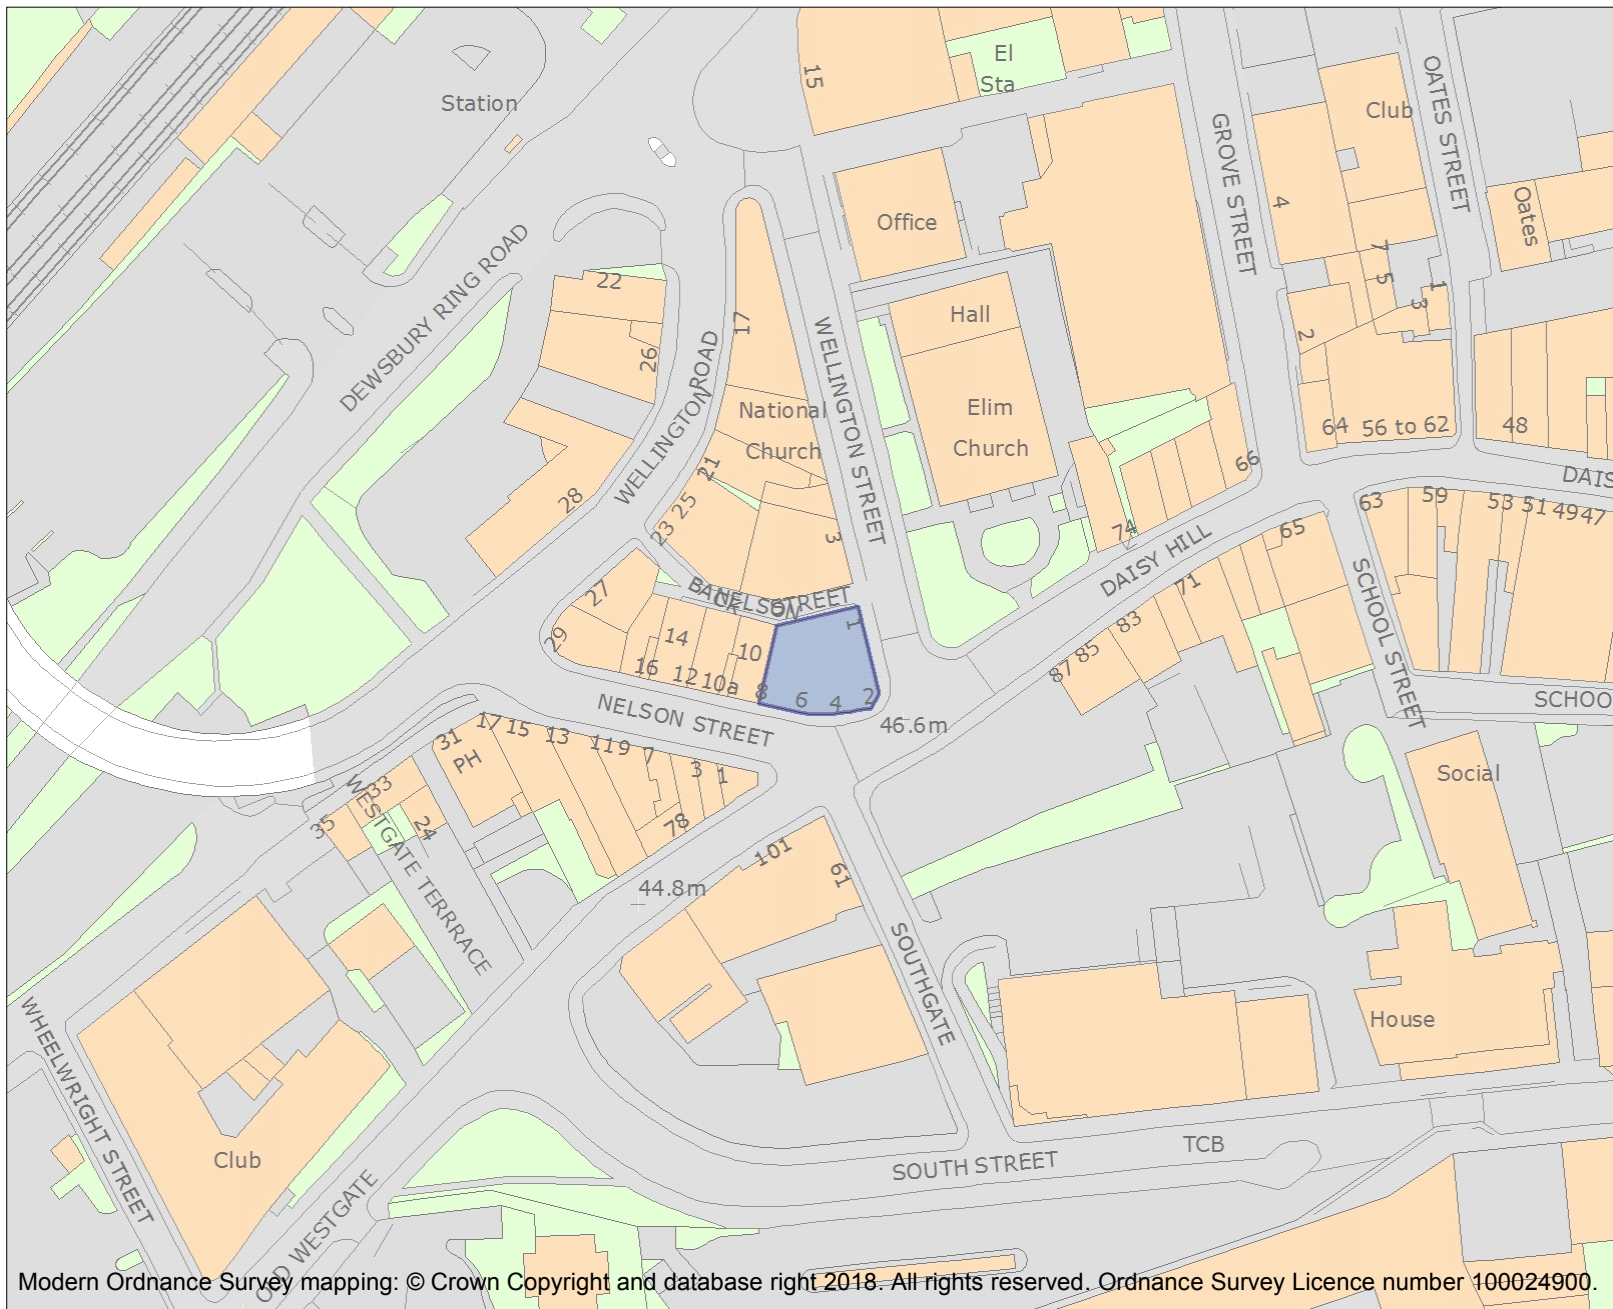 Station
15
El
Sta
Club
OATES STREET
GROVE STREET
4
Oates
Office
DEWSBURY RING ROAD
22
26
17
WELLINGTON ROAD
WELLINGTON STREET
Hall
7
5
3
1
2
National
Church
Elim
Church
64
56 to 62
48
66
DAIS
28
21
23 25
3
74
DAISY HILL
65
63
59
53 51 49 47
71
83
87 85
SCHOOL STREET
SCHOO
27
29
BACK NELSON STREET
1
14
16
12
10a
10
8
6
4
2
NELSON STREET
46.6m
31
PH
17 15
13
11
9
7
3
1
78
33
35
24
WESTGATE TERRACE
44.8m
101
61
Social
SOUTHGATE
House
WHEELWRIGHT STREET
Club
OLD WESTGATE
SOUTH STREET
TCB
Modern Ordnance Survey mapping: © Crown Copyright and database right 2018. All rights reserved. Ordnance Survey Licence number 100024900.